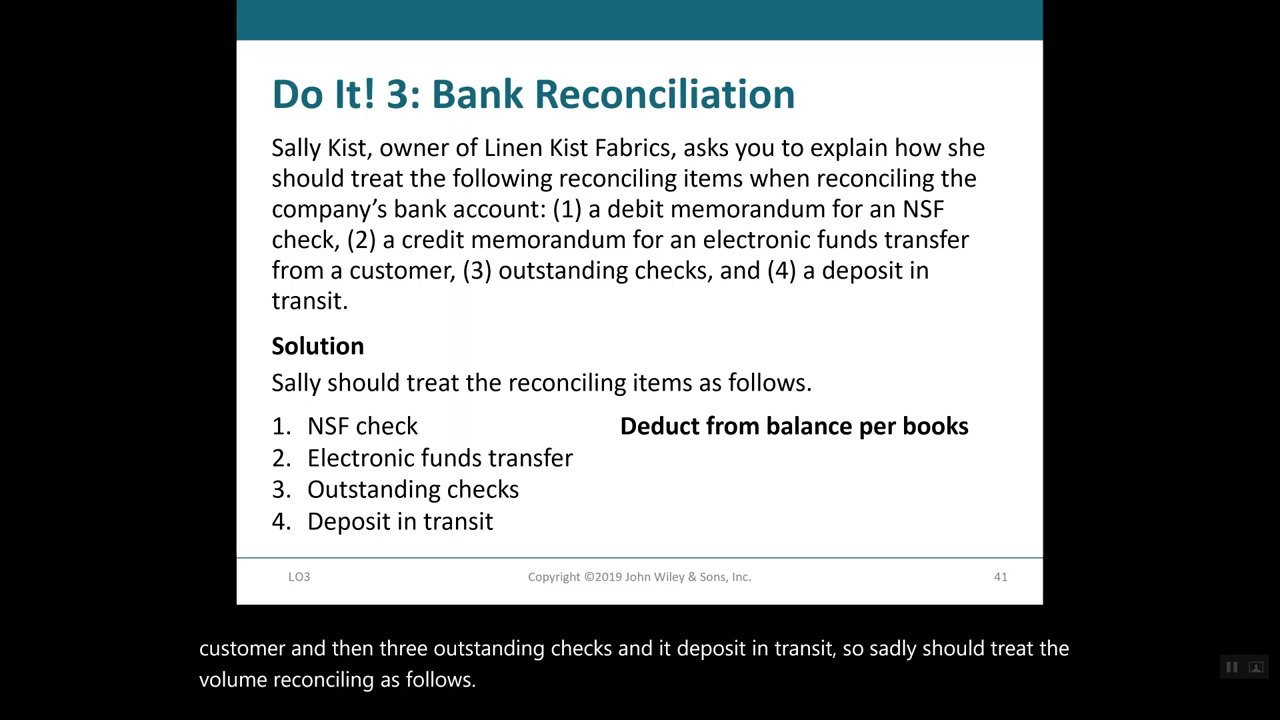 Do It! 3: Bank Reconciliation
Sally Kist, owner of Linen Kist Fabrics, asks you to explain how she
should treat the following reconciling items when reconciling the
company’s bank account: (1) a debit memorandum for an NSF
check, (2) a credit memorandum for an electronic funds transfer
from a customer, (3) outstanding checks, and (4) a deposit in
transit.
Solution
Sally should treat the reconciling items as follows.
1. NSF check Deduct from balance per books
2. Electronic funds transfer
3. Outstanding checks
4. Deposit in transit
LO3 Copyright ©2019 John Wiley & Sons, Inc. 41
customer and then three outstanding checks and it deposit in transit, so sadly should treat the
volume reconciling as follows.